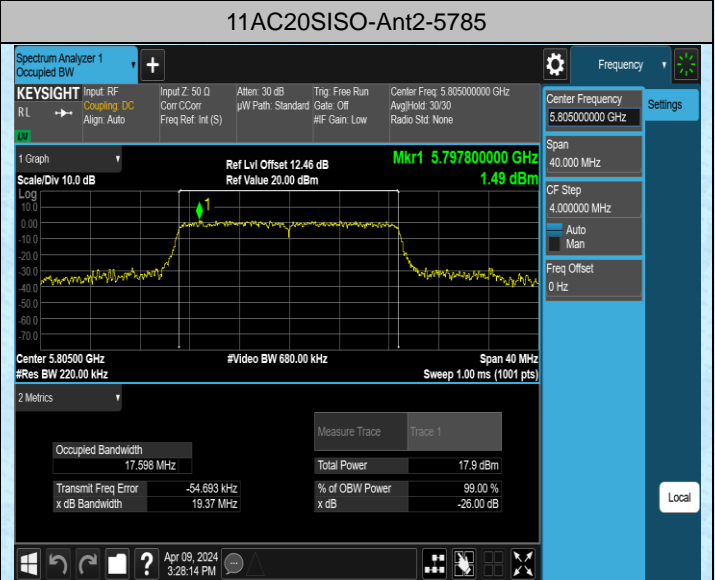 11AC20SISO-Ant2-5785
Spectrum Analyzer 1
Occupied BW
+
Frequency
KEYSIGHT
RL
LXI
Input: RF
Coupling: DC
Align: Auto
Input Z: 50 Ω
Corr CCorr
Freq Ref: Int (S)
Atten: 30 dB
µW Path: Standard
Trig: Free Run
Gate: Off
#IF Gain: Low
Center Freq: 5.805000000 GHz
Avg|Hold: 30/30
Radio Std: None
Center Frequency
5.805000000 GHz
Settings
Span
40.000 MHz
CF Step
4.000000 MHz
Auto
Man
Freq Offset
0 Hz
1 Graph
Scale/Div 10.0 dB
Ref Lvl Offset 12.46 dB
Ref Value 20.00 dBm
Mkr1 5.797800000 GHz
1.49 dBm
Log
10.0
0.00
-10.0
-20.0
-30.0
-40.0
-50.0
-60.0
-70.0
1
Center 5.80500 GHz
#Video BW 680.00 kHz
Span 40 MHz
#Res BW 220.00 kHz
Sweep 1.00 ms (1001 pts)
2 Metrics
Measure Trace
Trace 1
Occupied Bandwidth
17.598 MHz
Total Power
17.9 dBm
Transmit Freq Error
-54.693 kHz
% of OBW Power
99.00 %
x dB Bandwidth
19.37 MHz
x dB
-26.00 dB
Local
?
Apr 09, 2024
3:28:14 PM